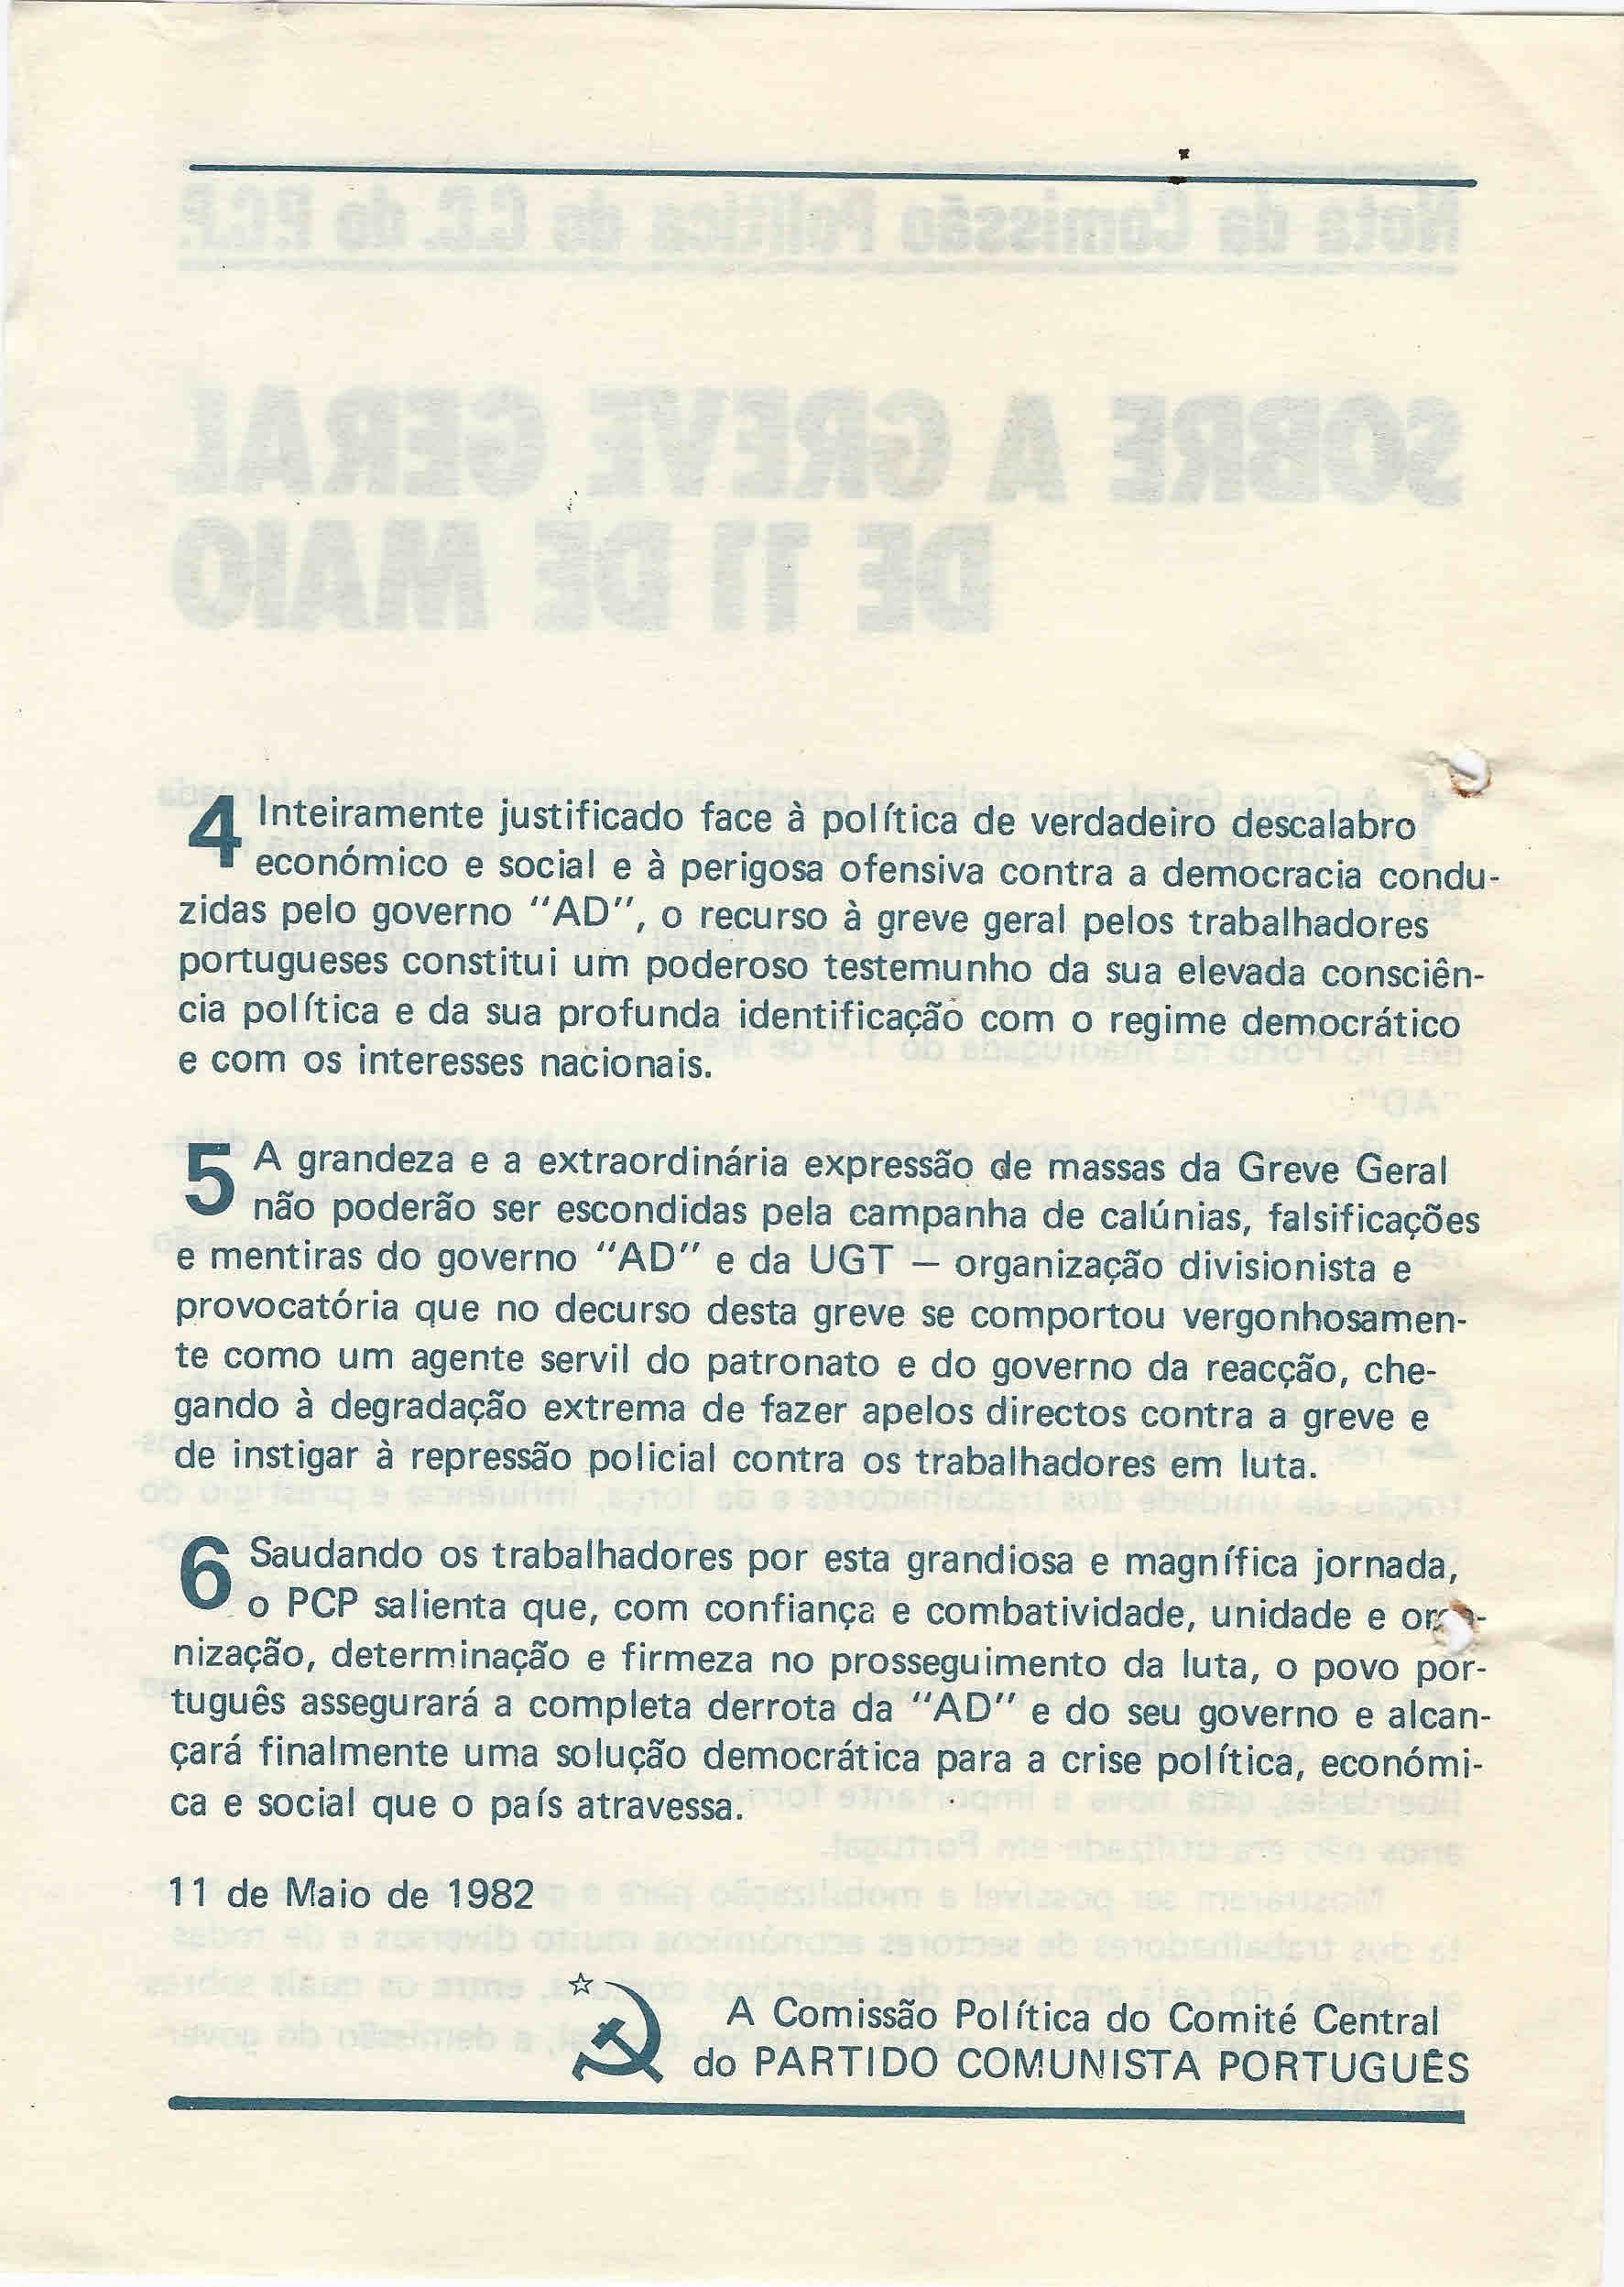 4 Inteiramente justificado face à política de verdadeiro descalabro
económico e social e à perigosa ofensiva contra a democracia condu-
zidas pelo governo "AD", o recurso à greve geral pelos trabalhadores
portugueses constitui um poderoso testemunho da sua elevada consciên-
cia política e da sua profunda identificação com o regime democrático
e com os interesses nacionais.
5 A grandeza e a extraordinária expressão de massas da Greve Geral
não poderão ser escondidas pela campanha de calúnias, falsificações
e mentiras do governo "AD" e da UGT — organização divisionista e
provocatória que no decurso desta greve se comportou vergonhosamen-
te como um agente servil do patronato e do governo da reacção, che-
gando à degradação extrema de fazer apelos directos contra a greve e
de instigar à repressão policial contra os trabalhadores em luta.
6 Saudando os trabalhadores por esta grandiosa e magnífica jornada,
o PCP salienta que, com confiança e combatividade, unidade e orga-
nização, determinação e firmeza no prosseguimento da luta, o povo por-
tuguês assegurará a completa derrota da "AD" e do seu governo e alcan-
çará finalmente uma solução democrática para a crise política, económi-
ca e social que o país atravessa.
11 de Maio de 1982
A Comissão Política do Comité Central
do PARTIDO COMUNISTA PORTUGUÊS